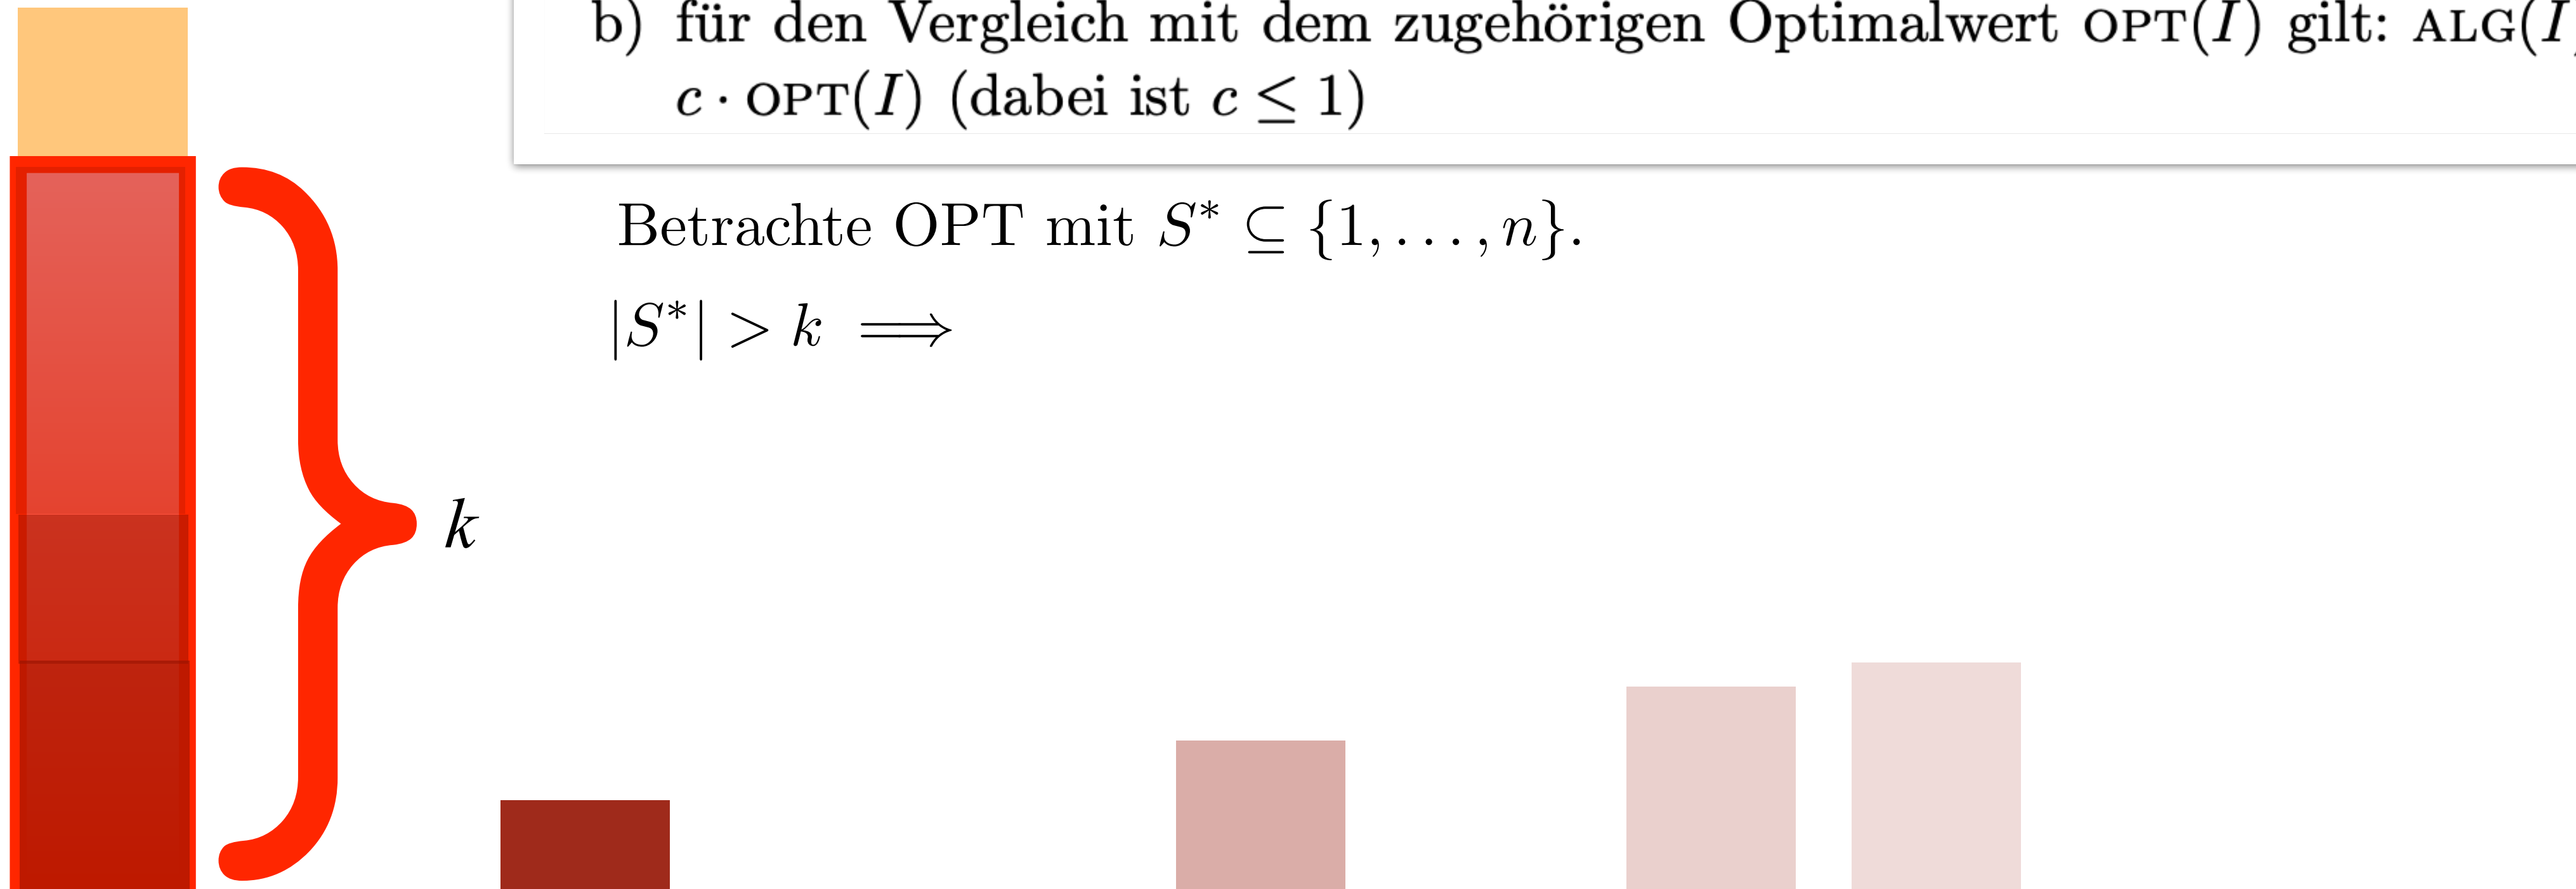 b) für den Vergleich mit dem zugehörigen Optimalwert OPT(I) gilt: ALG(I)
c · OPT(I) (dabei ist c ≤ 1)
Betrachte OPT mit S* ⊆ {1, . . . , n}.
|S*| > k ⟹
k